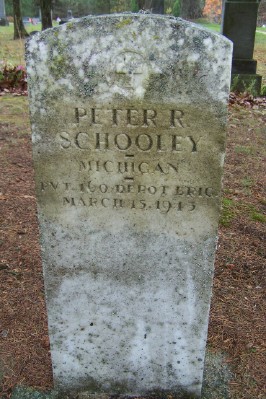 PETER R.
SCHOOLEY
MICHIGAN
PVT. 160 DEPOT BRIG.
MARCH 15, 1943